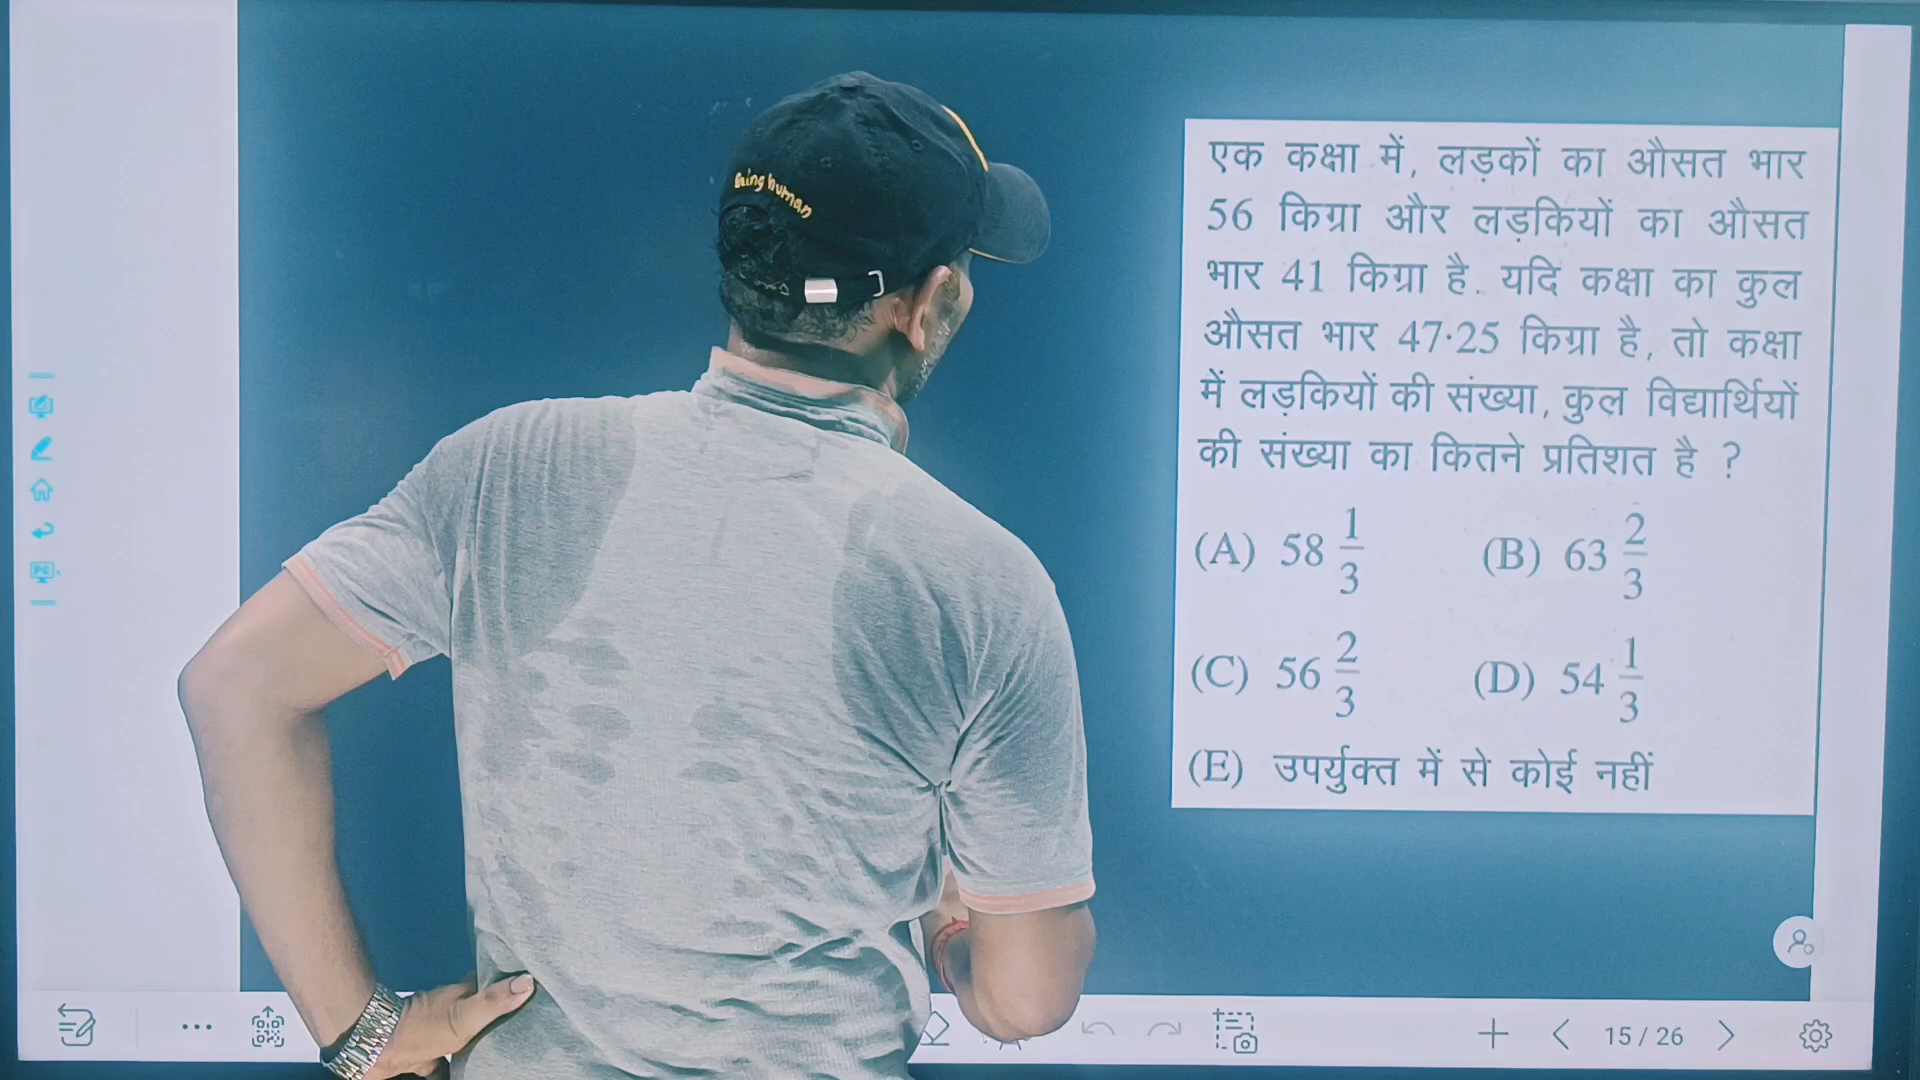 Being human
एक कक्षा में, लड़कों का औसत भार
56 किग्रा और लड़कियों का औसत
भार 41 किग्रा है. यदि कक्षा का कुल
औसत भार 47·25 किग्रा है, तो कक्षा
में लड़कियों की संख्या, कुल विद्यार्थियों
की संख्या का कितने प्रतिशत है ?
(A) 58 1/3 (B) 63 2/3
(C) 56 2/3 (D) 54 1/3
(E) उपर्युक्त में से कोई नहीं
PC
15 / 26